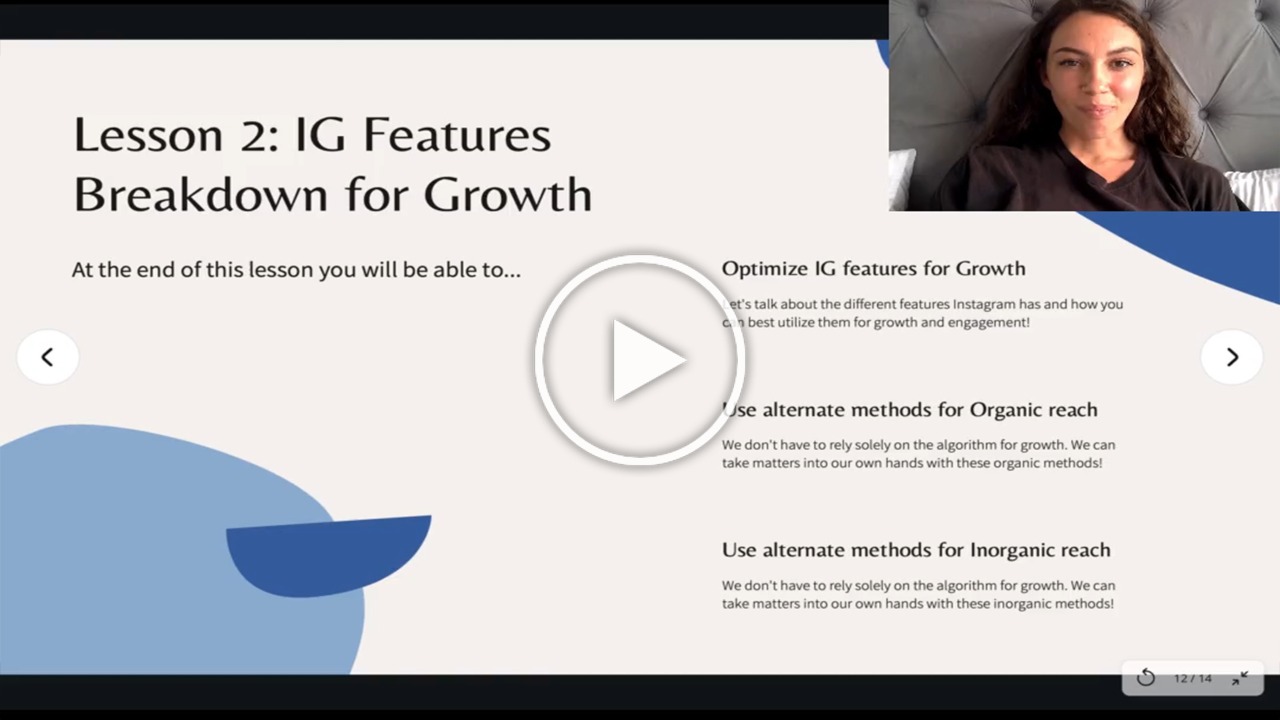 Lesson 2: IG Features
Breakdown for Growth
At the end of this lesson you will be able to...
Optimize IG features for Growth
Let's talk about the different features Instagram has and how you
can best utilize them for growth and engagement!
Use alternate methods for Organic reach
We don't have to rely solely on the algorithm for growth. We can
take matters into our own hands with these organic methods!
Use alternate methods for Inorganic reach
We don't have to rely solely on the algorithm for growth. We can
take matters into our own hands with these inorganic methods!
12 / 14